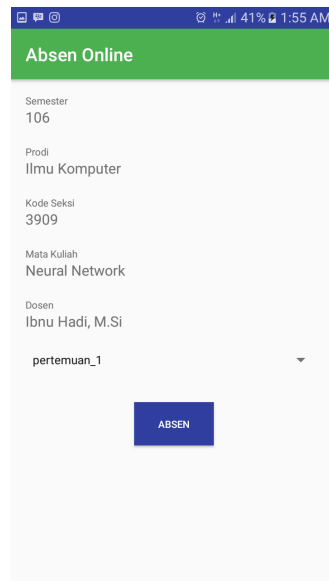 41% 1:55 AM
Absen Online
Semester
106
Prodi
Ilmu Komputer
Kode Seksi
3909
Mata Kuliah
Neural Network
Dosen
Ibnu Hadi, M.Si
pertemuan_1
ABSEN